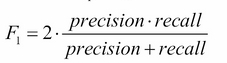 F₁ = 2 · precision · recall / precision + recall